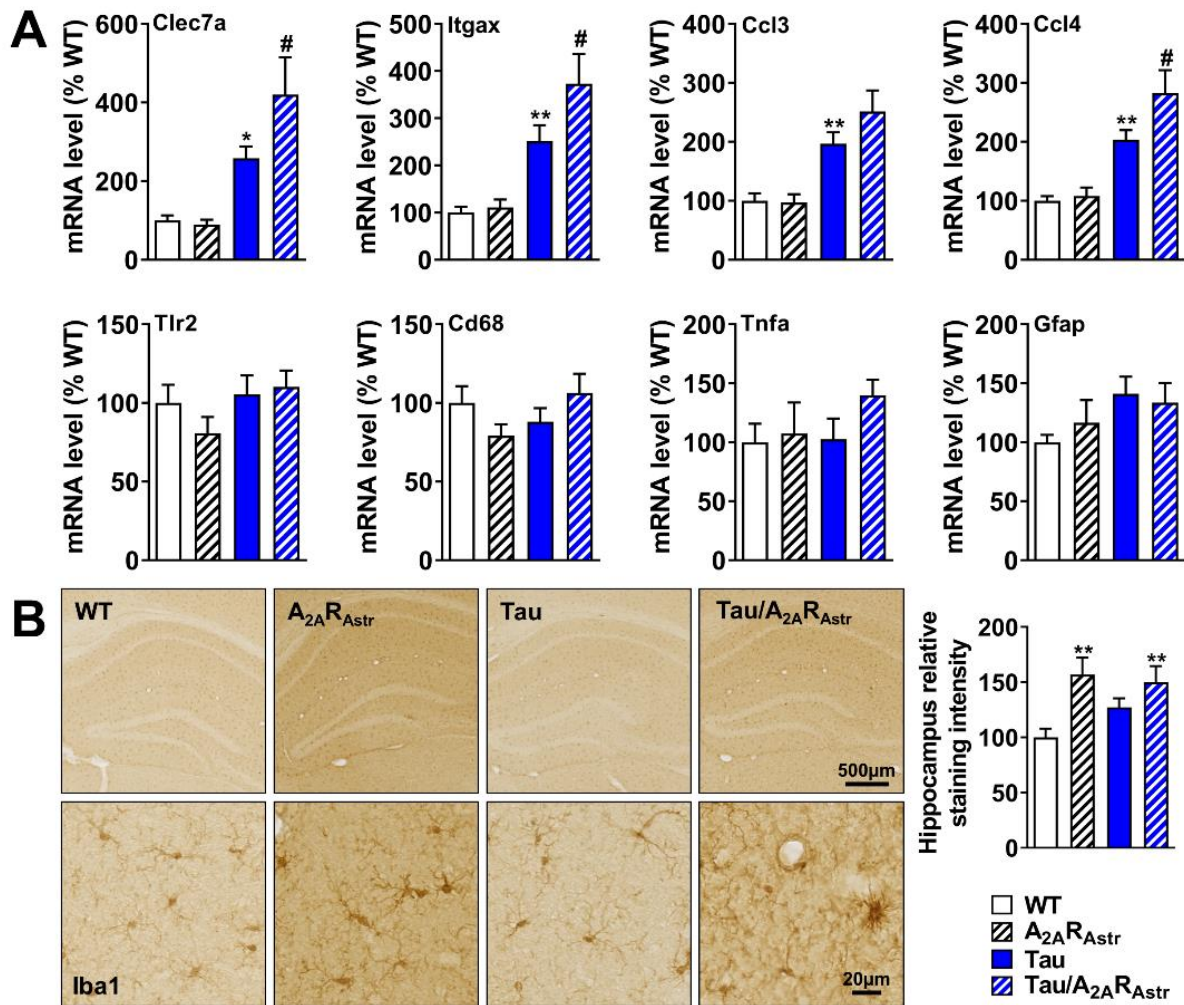 A
Clec7a
mRNA level (% WT)
600
400
200
0
*
#
Itgax
mRNA level (% WT)
500
400
300
200
100
0
**
#
Ccl3
mRNA level (% WT)
400
300
200
100
0
**
Ccl4
mRNA level (% WT)
400
300
200
100
0
**
#
Tlr2
mRNA level (% WT)
150
100
50
0
Cd68
mRNA level (% WT)
150
100
50
0
Tnfa
mRNA level (% WT)
200
150
100
50
0
Gfap
mRNA level (% WT)
200
150
100
50
0
B
WT
A2ARAstr
Tau
Tau/A2ARAstr
500µm
Iba1
20µm
Hippocampus relative
staining intensity
200
150
100
50
0
**
**
WT
A2ARAstr
Tau
Tau/A2ARAstr